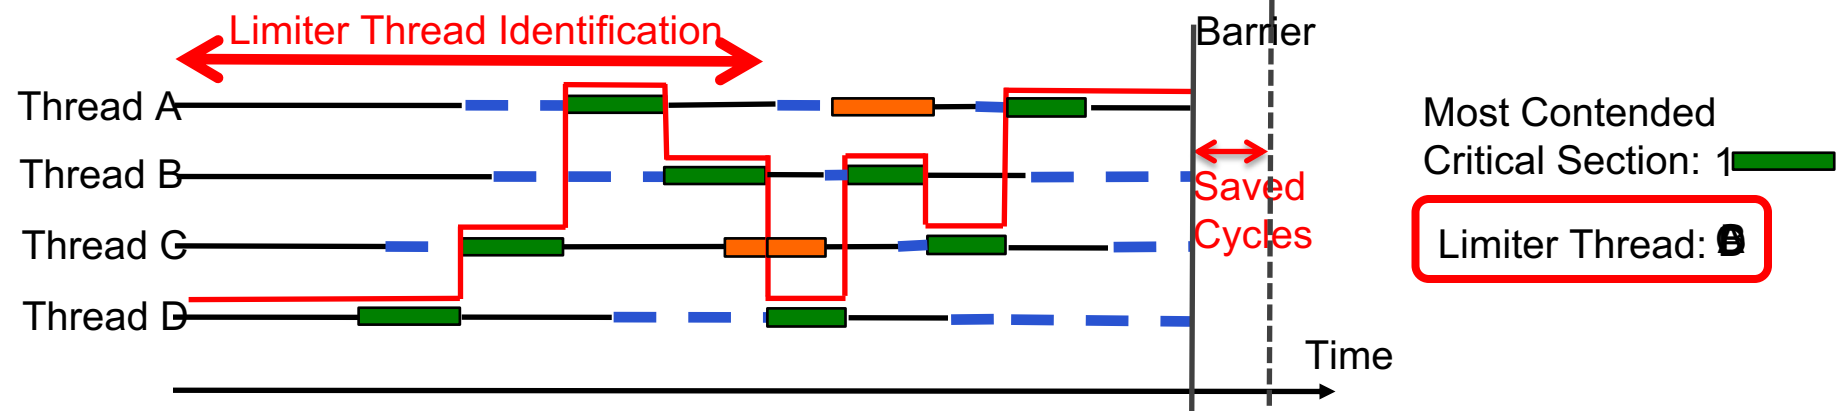 Limiter Thread Identification
Barrier
Thread A
Most Contended
Critical Section: 1
Thread B
Saved
Cycles
Thread C
Limiter Thread:
Thread D
Time